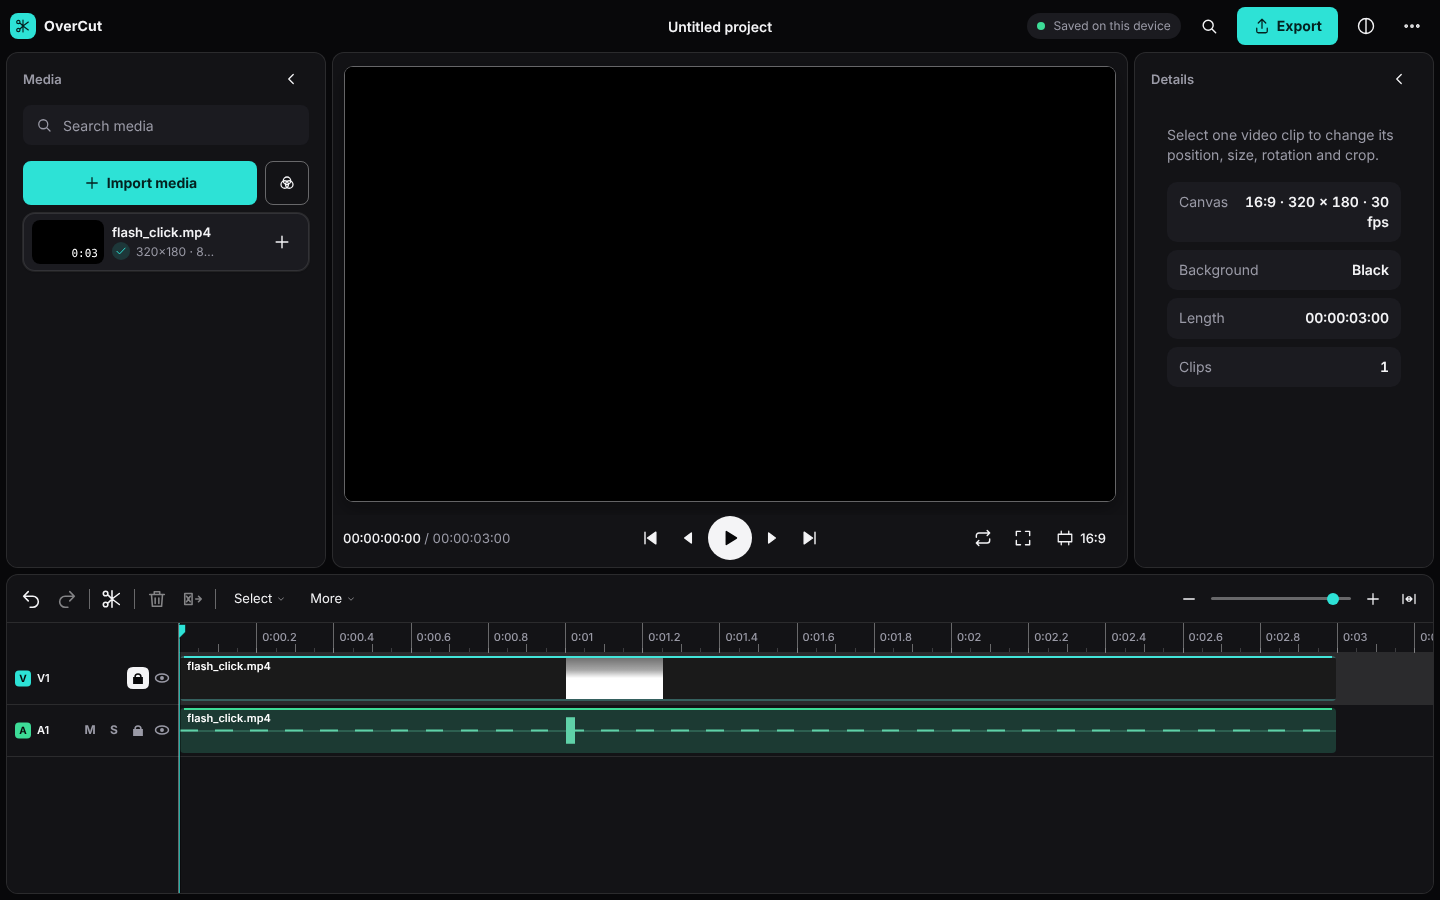 OverCut
Untitled project
Saved on this device
Export
Media
Search media
Import media
flash_click.mp4
0:03
320×180 · 8...
00:00:00:00 / 00:00:03:00
16:9
Details
Select one video clip to change its
position, size, rotation and crop.
Canvas 16:9 · 320 × 180 · 30
fps
Background Black
Length 00:00:03:00
Clips 1
Select
More
0:00.2 0:00.4 0:00.6 0:00.8 0:01 0:01.2 0:01.4 0:01.6 0:01.8 0:02 0:02.2 0:02.4 0:02.6 0:02.8 0:03
V V1
flash_click.mp4
A A1 M S
flash_click.mp4